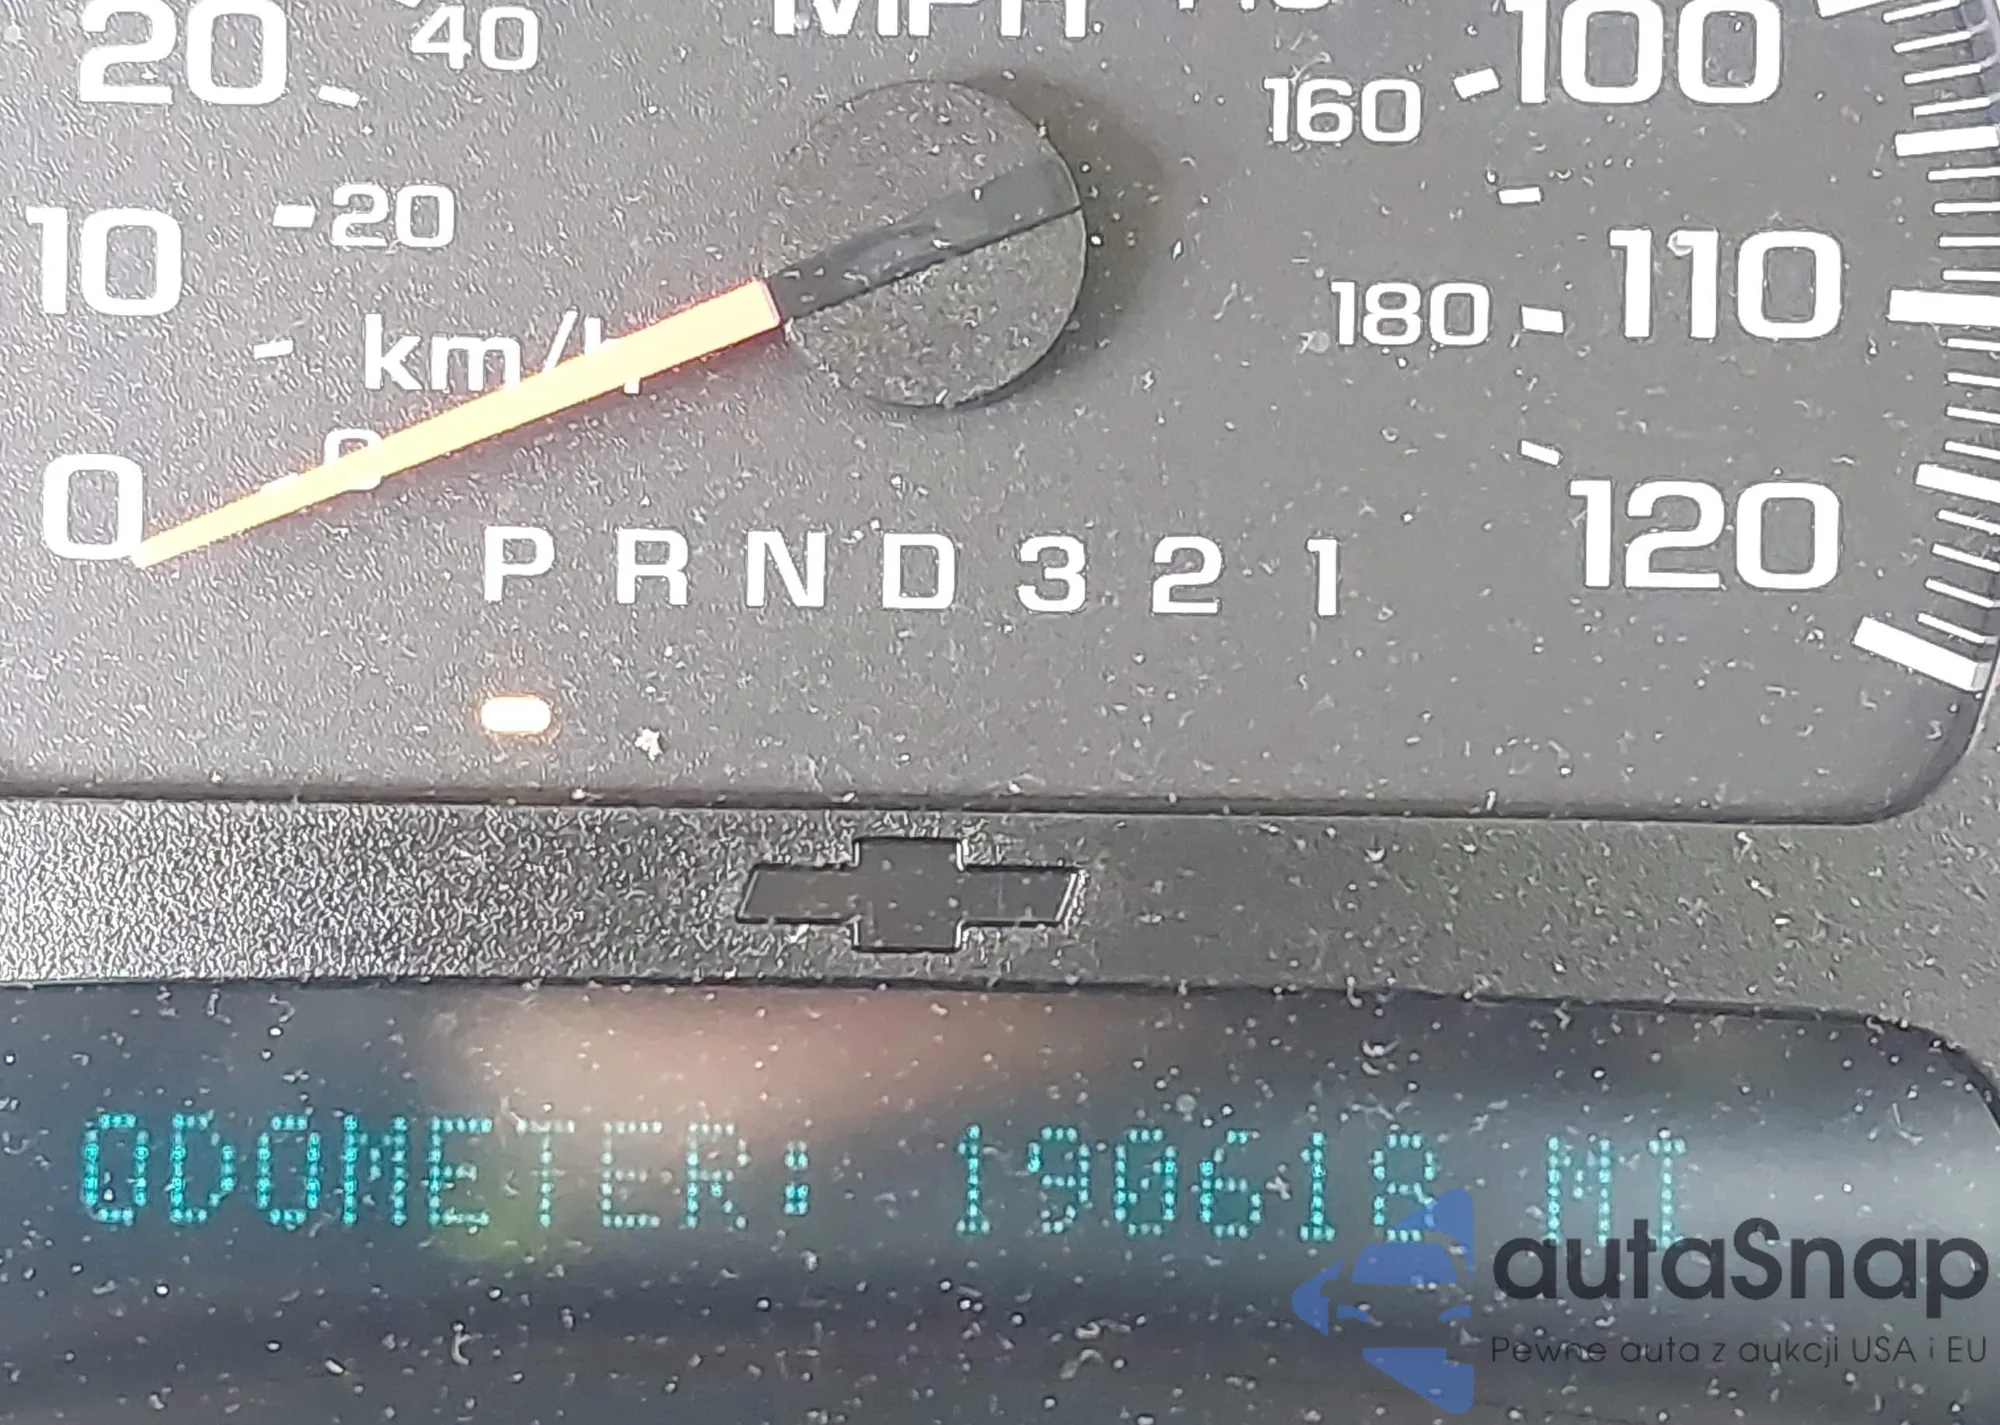 20 40 MPH 100
160
10 20 110
km/h 180
0 0 120
P R N D 3 2 1
ODOMETER: 190618 MI
autaSnap
Pewne auta z aukcji USA i EU